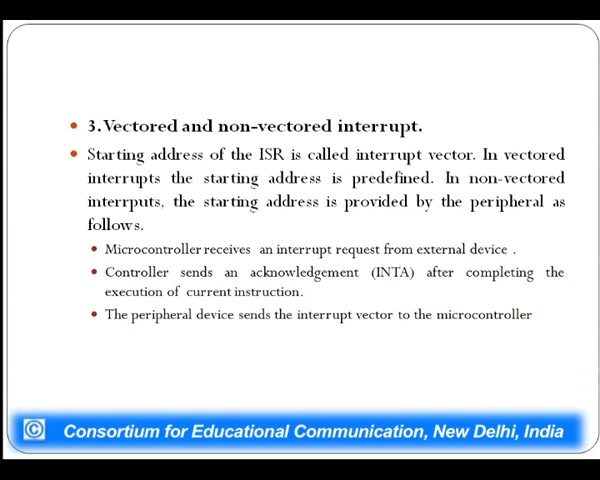 3. Vectored and non-vectored interrupt.
Starting address of the ISR is called interrupt vector. In vectored
interrupts the starting address is predefined. In non-vectored
interrputs, the starting address is provided by the peripheral as
follows.
Microcontroller receives an interrupt request from external device .
Controller sends an acknowledgement (INTA) after completing the
execution of current instruction.
The peripheral device sends the interrupt vector to the microcontroller
© Consortium for Educational Communication, New Delhi, India